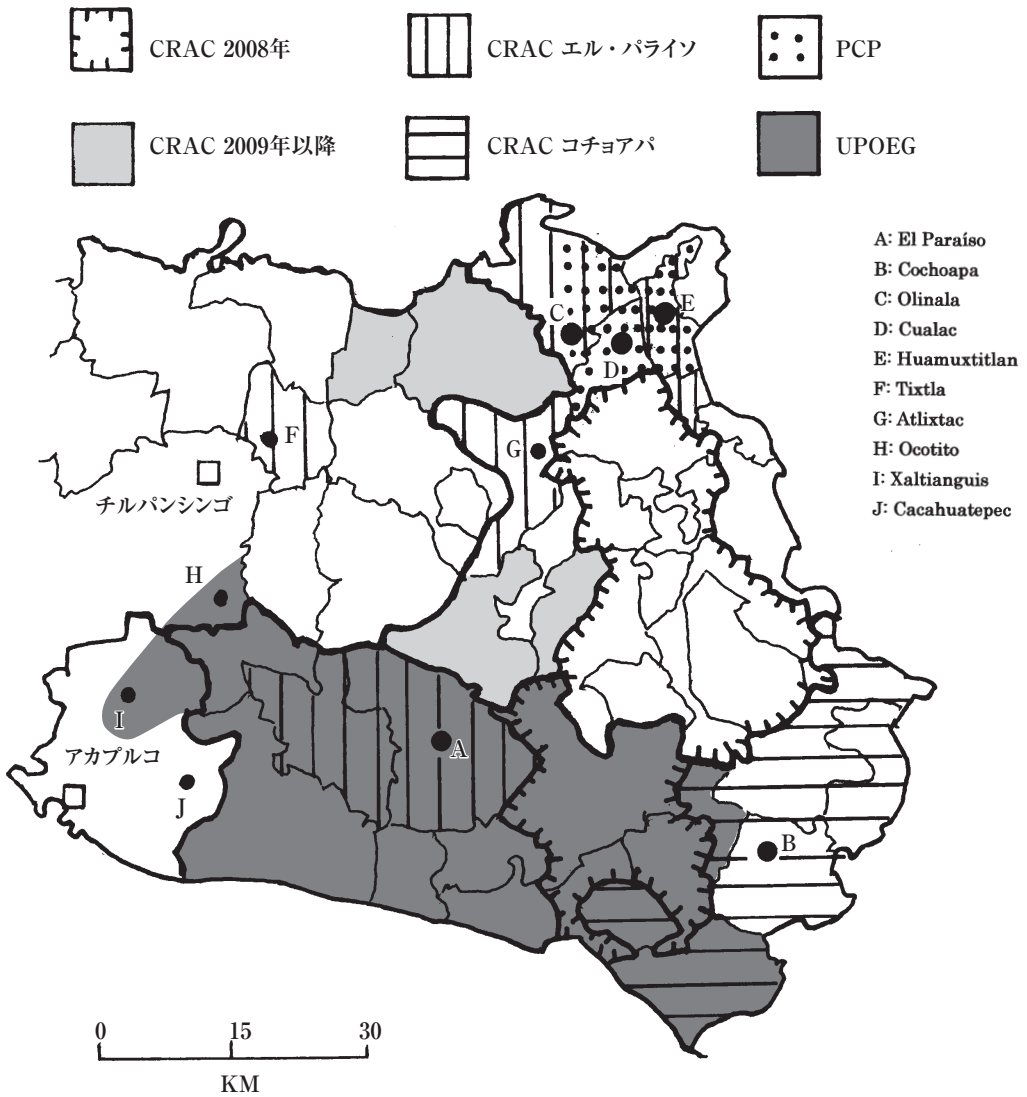 CRAC 2008年
CRAC エル・パライソ
PCP
CRAC 2009年以降
CRAC コチョアパ
UPOEG
A: El Paraíso
B: Cochoapa
C: Olinala
D: Cualac
E: Huamuxtitlan
F: Tixtla
G: Atlixtac
H: Ocotito
I: Xaltianguis
J: Cacahuatepec
C
E
D
F
G
チルパンシンゴ
H
I
A
アカプルコ
J
B
0 15 30
KM